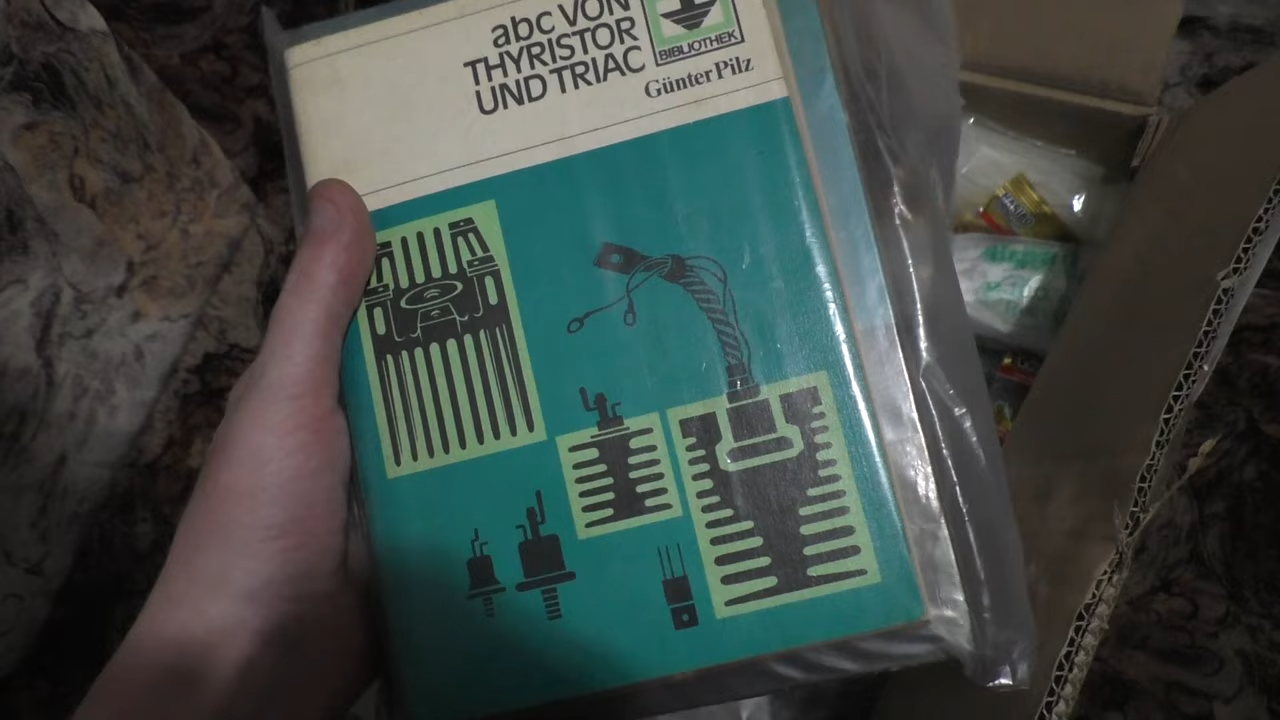 abc VON
THYRISTOR
UND TRIAC
BIBLIOTHEK
Günter Pilz